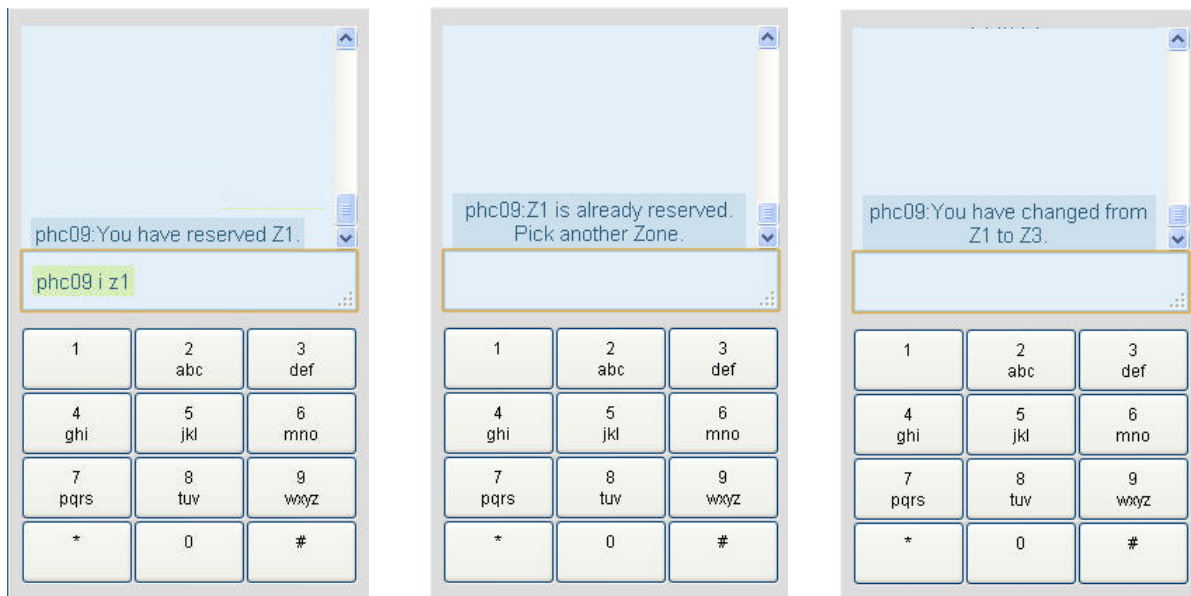 phc09:You have reserved Z1.
phc09 i z1
1
2
3
abc
def
4
5
6
ghi
jkl
mno
7
8
9
pqrs
tuv
wxyz
*
0
#
phc09:Z1 is already reserved.
Pick another Zone.
1
2
3
abc
def
4
5
6
ghi
jkl
mno
7
8
9
pqrs
tuv
wxyz
*
0
#
phc09:You have changed from
Z1 to Z3.
1
2
3
abc
def
4
5
6
ghi
jkl
mno
7
8
9
pqrs
tuv
wxyz
*
0
#